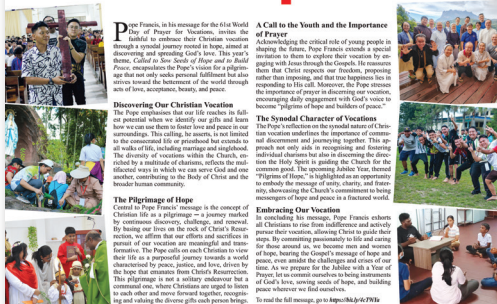 Pope Francis, in his message for the 61st World
Day of Prayer for Vocations, invites the
faithful to embrace their Christian vocation
through a synodal journey rooted in hope, aimed at
discovering and spreading God's love. This year's
theme, Called to Sow Seeds of Hope and to Build
Peace, encapsulates the Pope's vision for a pilgrim-
age that not only seeks personal fulfilment but also
strives toward the betterment of the world through
acts of love, acceptance, beauty, and peace.
Discovering Our Christian Vocation
The Pope emphasises that our life reaches its full-
est potential when we identify our gifts and learn
how we can use them to foster love and peace in our
surroundings. This calling, he asserts, is not limited
to the consecrated life or priesthood but extends to
all walks of life, including marriage and singlehood.
The diversity of vocations within the Church, en-
riched by a multitude of charisms, reflects the mul-
tifaceted ways in which we can serve God and one
another, contributing to the Body of Christ and the
broader human community.
The Pilgrimage of Hope
Central to Pope Francis' message is the concept of
Christian life as a pilgrimage — a journey marked
by continuous discovery, challenge, and renewal.
By basing our lives on the rock of Christ's Resur-
rection, we affirm that our efforts and sacrifices in
pursuit of our vocation are meaningful and trans-
formative. The Pope calls on each Christian to view
their life as a purposeful journey towards a world
characterised by peace, justice, and love, driven by
the hope that emanates from Christ's Resurrection.
This pilgrimage is not a solitary endeavour but a
communal one, where Christians are urged to listen
to each other and move forward together, recognis-
ing and valuing the diverse gifts each person brings.
A Call to the Youth and the Importance
of Prayer
Acknowledging the critical role of young people in
shaping the future, Pope Francis extends a special
invitation to them to explore their vocation by en-
gaging with Jesus through the Gospels. He reassures
them that Christ respects our freedom, proposing
rather than imposing, and that true happiness lies in
responding to His call. Moreover, the Pope stresses
the importance of prayer in discerning our vocation,
encouraging daily engagement with God's voice to
become "pilgrims of hope and builders of peace."
The Synodal Character of Vocations
The Pope's reflection on the synodal nature of Chris-
tian vocation underlines the importance of commu-
nal discernment and journeying together. This ap-
proach not only aids in recognising and fostering
individual charisms but also in discerning the direc-
tion the Holy Spirit is guiding the Church for the
common good. The upcoming Jubilee Year, themed
"Pilgrims of Hope," is highlighted as an opportunity
to embody the message of unity, charity, and frater-
nity, showcasing the Church's commitment to being
messengers of hope and peace in a fractured world.
Embracing Our Vocation
In concluding his message, Pope Francis exhorts
all Christians to rise from indifference and actively
pursue their vocation, allowing Christ to guide their
steps. By committing passionately to life and caring
for those around us, we become men and women
of hope, bearing the Gospel's message of hope and
peace, even amidst the challenges and crises of our
time. As we prepare for the Jubilee with a Year of
Prayer, let us commit ourselves to being instruments
of God's love, sowing seeds of hope, and building
peace wherever we find ourselves.
To read the full message, go to